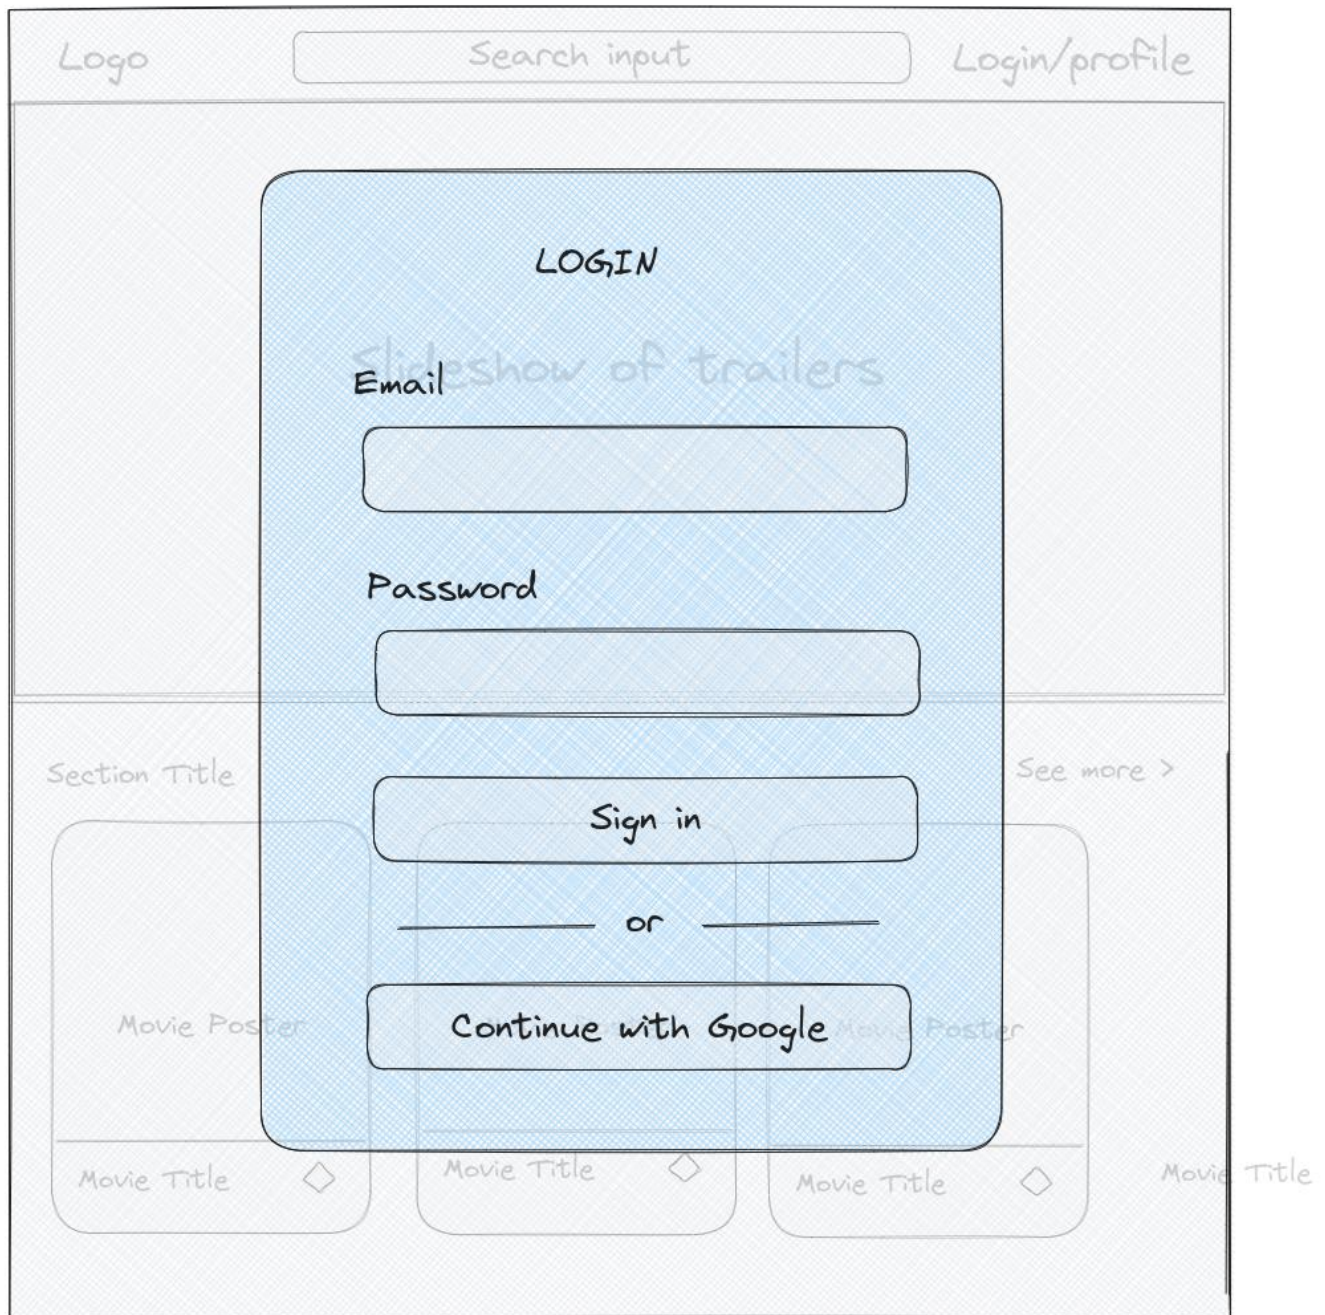 Logo
Search input
Login/profile
LOGIN
Slideshow of trailers
Email
Password
Section Title
See more >
Sign in
or
Movie Poster
Continue with Google
Movie Poster
Movie Title
Movie Title
Movie Title
Movie Title